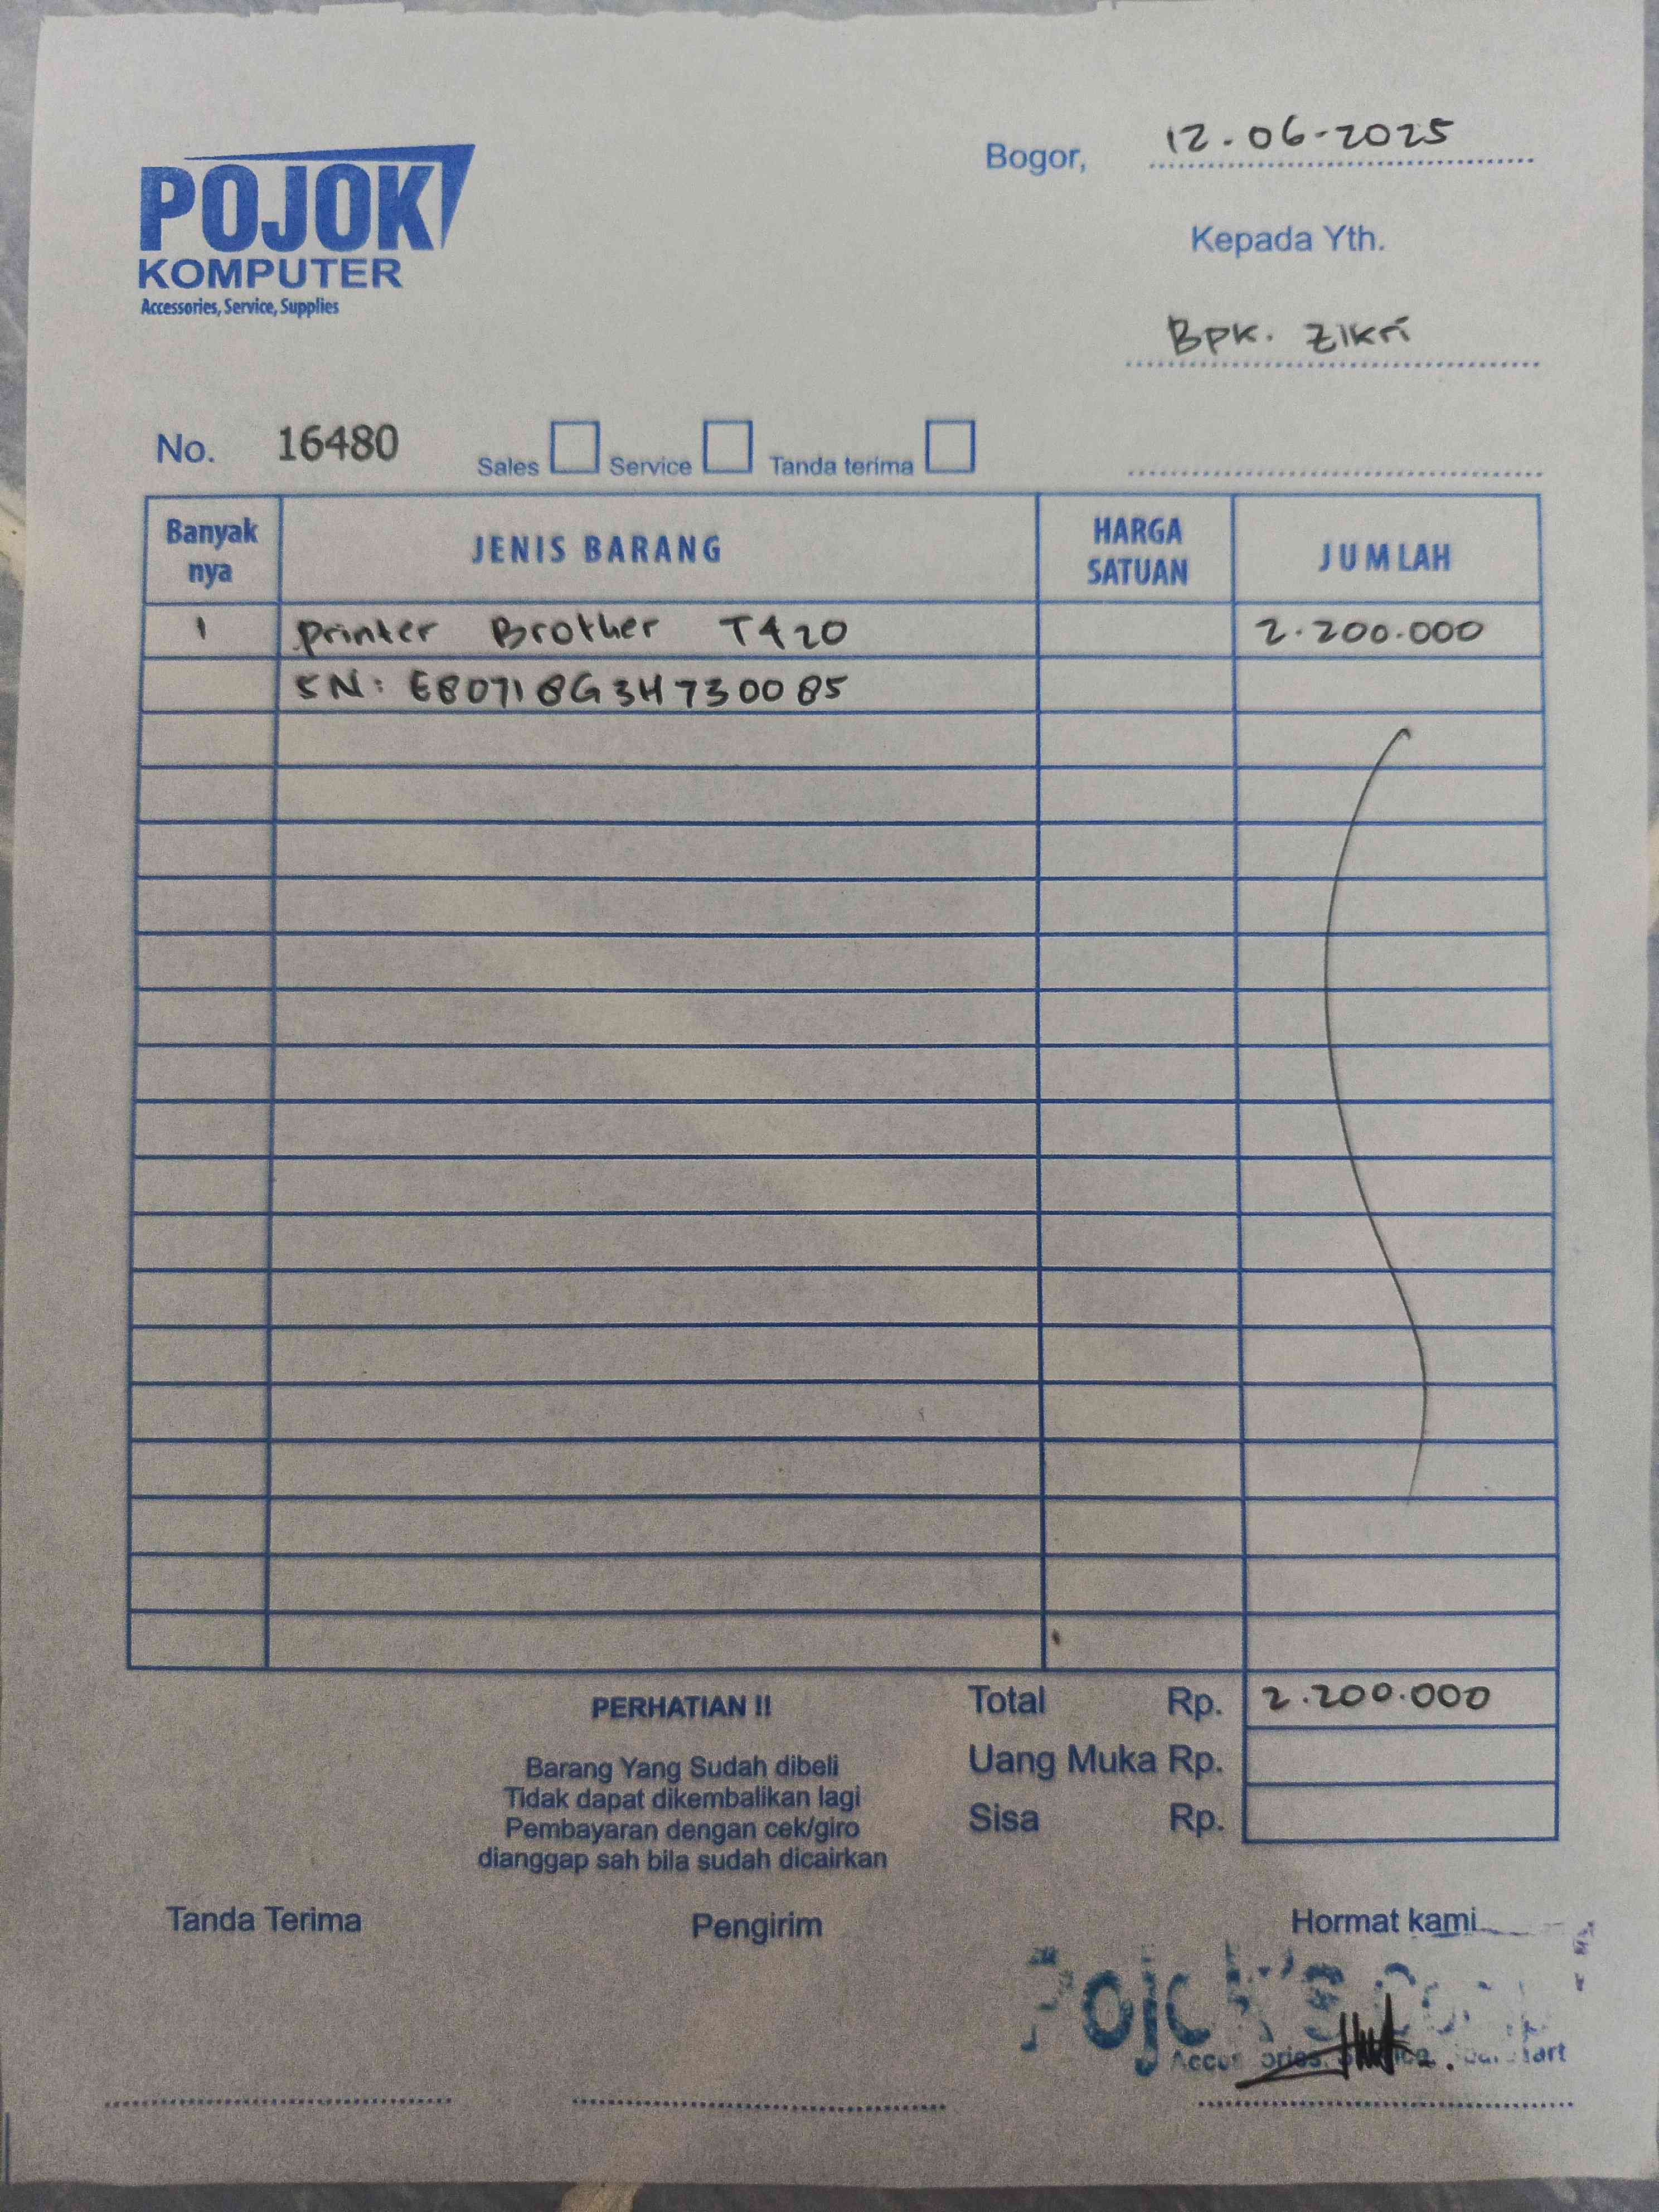 POJOK
KOMPUTER
Accessories, Service, Supplies
Bogor, 12-06-2025
Kepada Yth.
Bpk. Zikri
No. 16480 Sales Service Tanda terima
Banyak nya JENIS BARANG HARGA SATUAN JUMLAH
1 Printer Brother T420 2.200.000
SN: E80718G3H730085
Total Rp. 2.200.000
Uang Muka Rp.
Sisa Rp.
PERHATIAN !!
Barang Yang Sudah dibeli
Tidak dapat dikembalikan lagi
Pembayaran dengan cek/giro
dianggap sah bila sudah dicairkan
Tanda Terima Pengirim Hormat kami